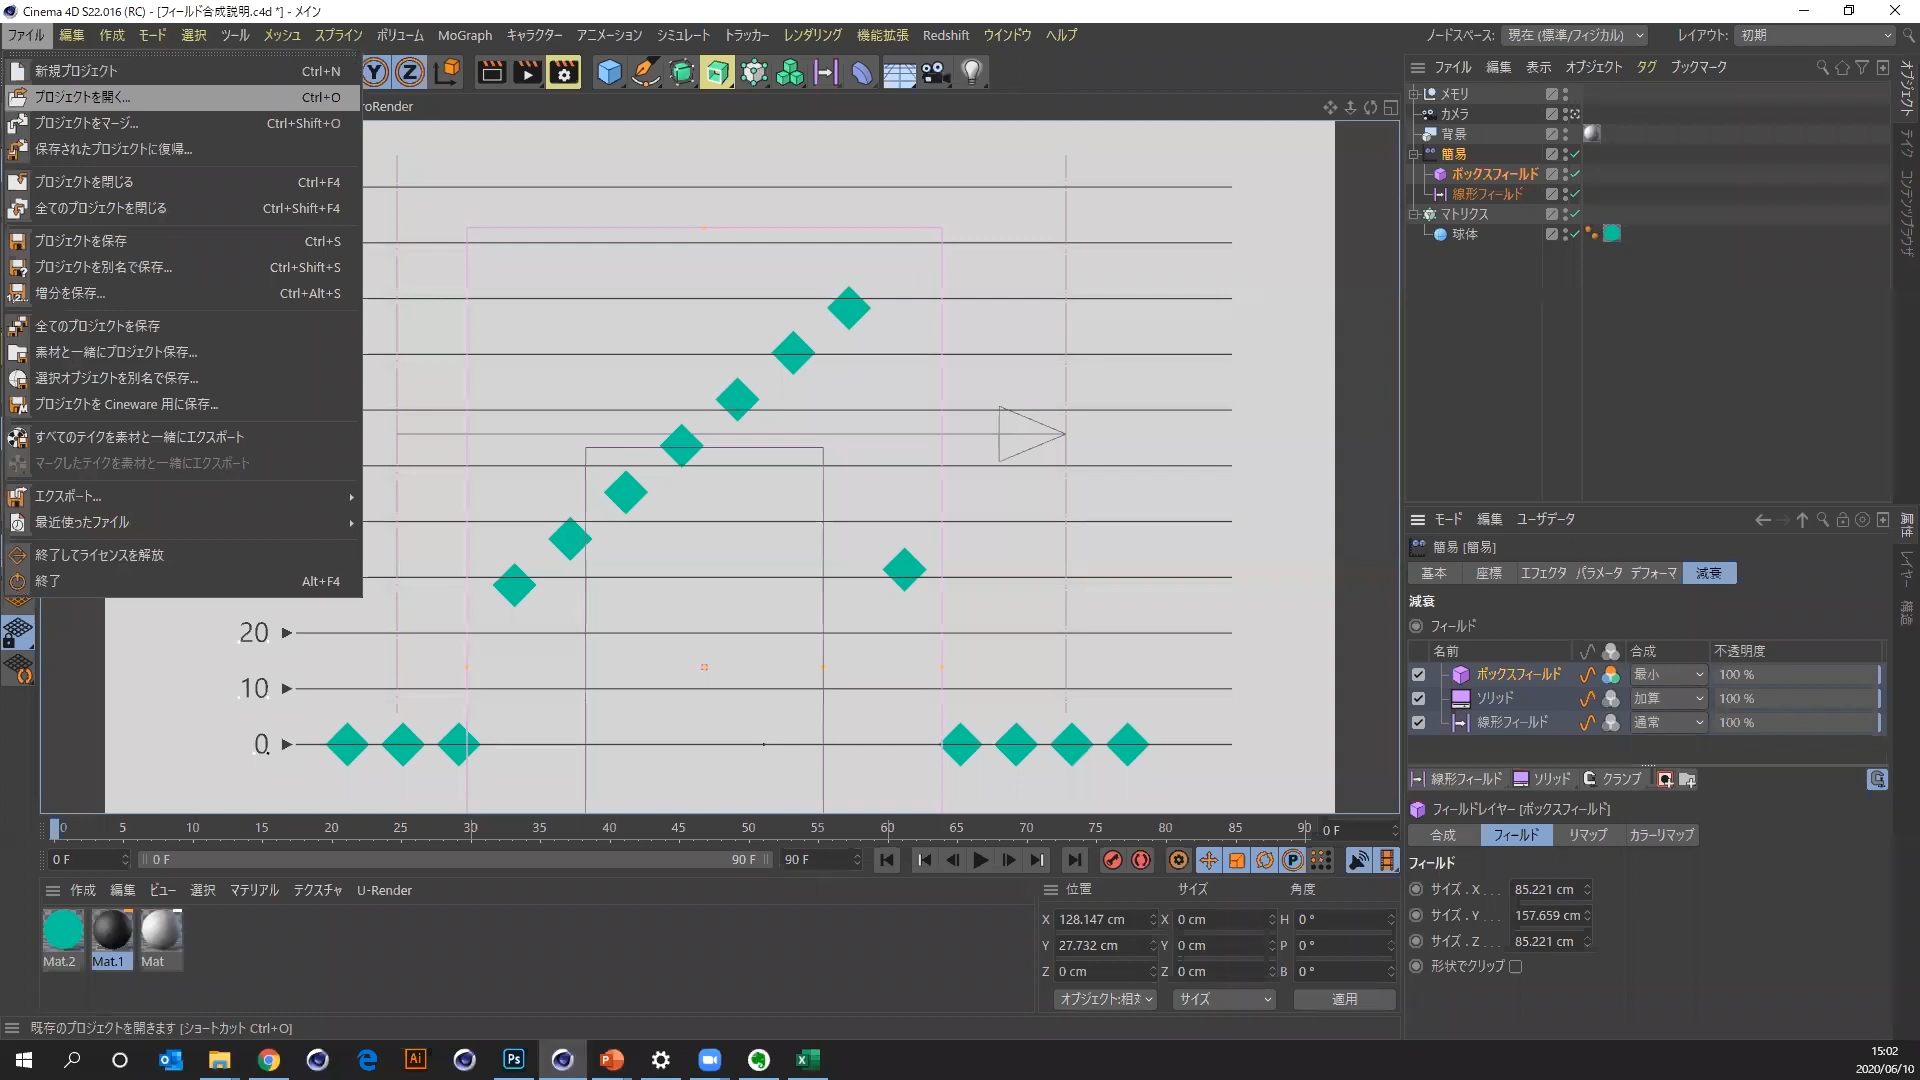 Cinema 4D S22.016 (RC) - [フィールド合成説明.c4d *] - メイン
ファイル 編集 作成 モード 選択 ツール メッシュ スプライン ボリューム MoGraph キャラクター アニメーション シミュレート トラッカー レンダリング 機能拡張 Redshift ウインドウ ヘルプ ノードスペース: 現在 (標準/フィジカル) レイアウト: 初期
新規プロジェクト Ctrl+N
プロジェクトを開く... Ctrl+O
プロジェクトをマージ... Ctrl+Shift+O
保存されたプロジェクトに復帰...
プロジェクトを閉じる Ctrl+F4
全てのプロジェクトを閉じる Ctrl+Shift+F4
プロジェクトを保存 Ctrl+S
プロジェクトを別名で保存... Ctrl+Shift+S
増分を保存... Ctrl+Alt+S
全てのプロジェクトを保存
素材と一緒にプロジェクト保存...
選択オブジェクトを別名で保存...
プロジェクトを Cineware 用に保存...
すべてのテイクを素材と一緒にエクスポート
マークしたテイクを素材と一緒にエクスポート
エクスポート...
最近使ったファイル
終了してライセンスを解放
終了 Alt+F4
oRender
20
10
0
0 5 10 15 20 25 30 35 40 45 50 55 60 65 70 75 80 85 90 0 F
0 F 0 F 90 F 90 F
作成 編集 ビュー 選択 マテリアル テクスチャ U-Render
Mat.2 Mat.1 Mat
位置 サイズ 角度
X 128.147 cm X 0 cm H 0 °
Y 27.732 cm Y 0 cm P 0 °
Z 0 cm Z 0 cm B 0 °
オブジェクト:相対 サイズ 適用
既存のプロジェクトを開きます [ショートカット Ctrl+O]
ファイル 編集 表示 オブジェクト タグ ブックマーク
メモリ
カメラ
背景
簡易
ボックスフィールド
線形フィールド
マトリクス
球体
オブジェクト
テイク
コンテンツブラウザ
モード 編集 ユーザデータ
簡易 [簡易]
基本 座標 エフェクタ パラメータ デフォーマ 減衰
減衰
フィールド
名前 合成 不透明度
ボックスフィールド 最小 100 %
ソリッド 加算 100 %
線形フィールド 通常 100 %
線形フィールド ソリッド クランプ
フィールドレイヤー [ボックスフィールド]
合成 フィールド リマップ カラーリマップ
フィールド
サイズ . X . . . 85.221 cm
サイズ . Y . . . 157.659 cm
サイズ . Z . . . 85.221 cm
形状でクリップ
属性
レイヤー
構造
15:02
2020/06/10